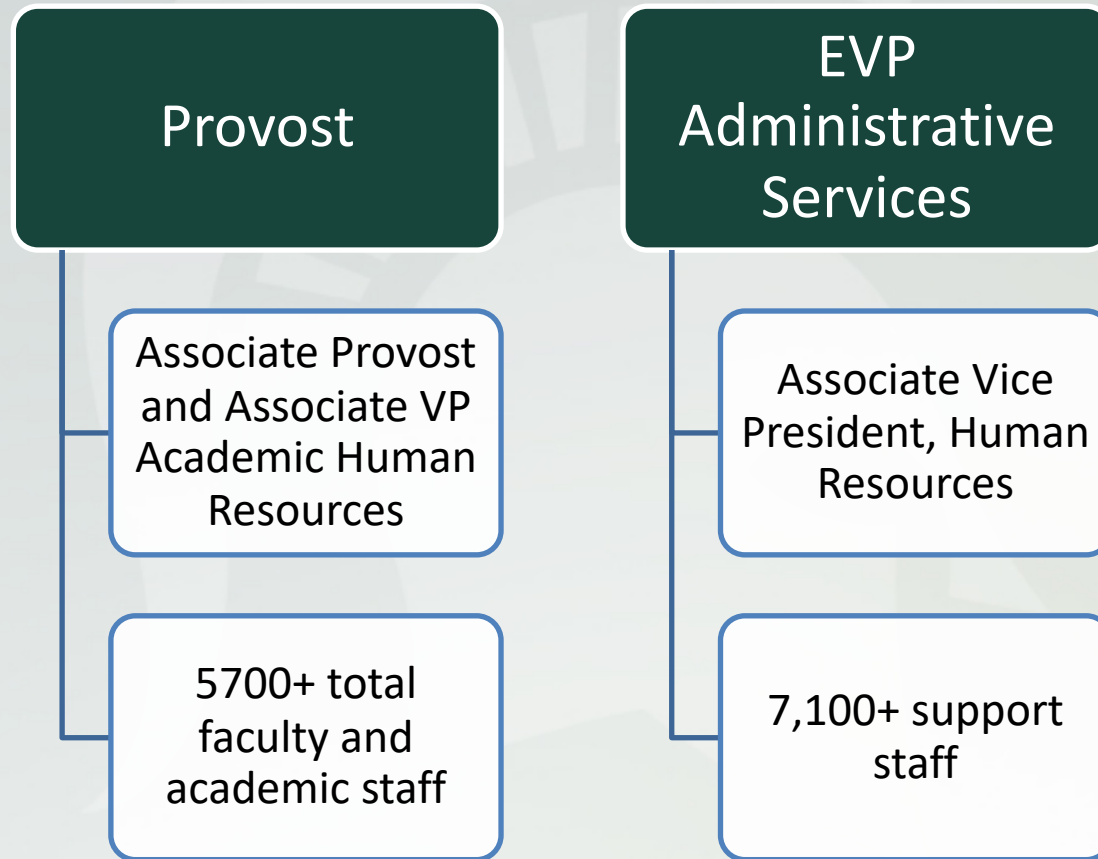 Provost
Associate Provost
and Associate VP
Academic Human
Resources
5700+ total
faculty and
academic staff
EVP
Administrative
Services
Associate Vice
President, Human
Resources
7,100+ support
staff